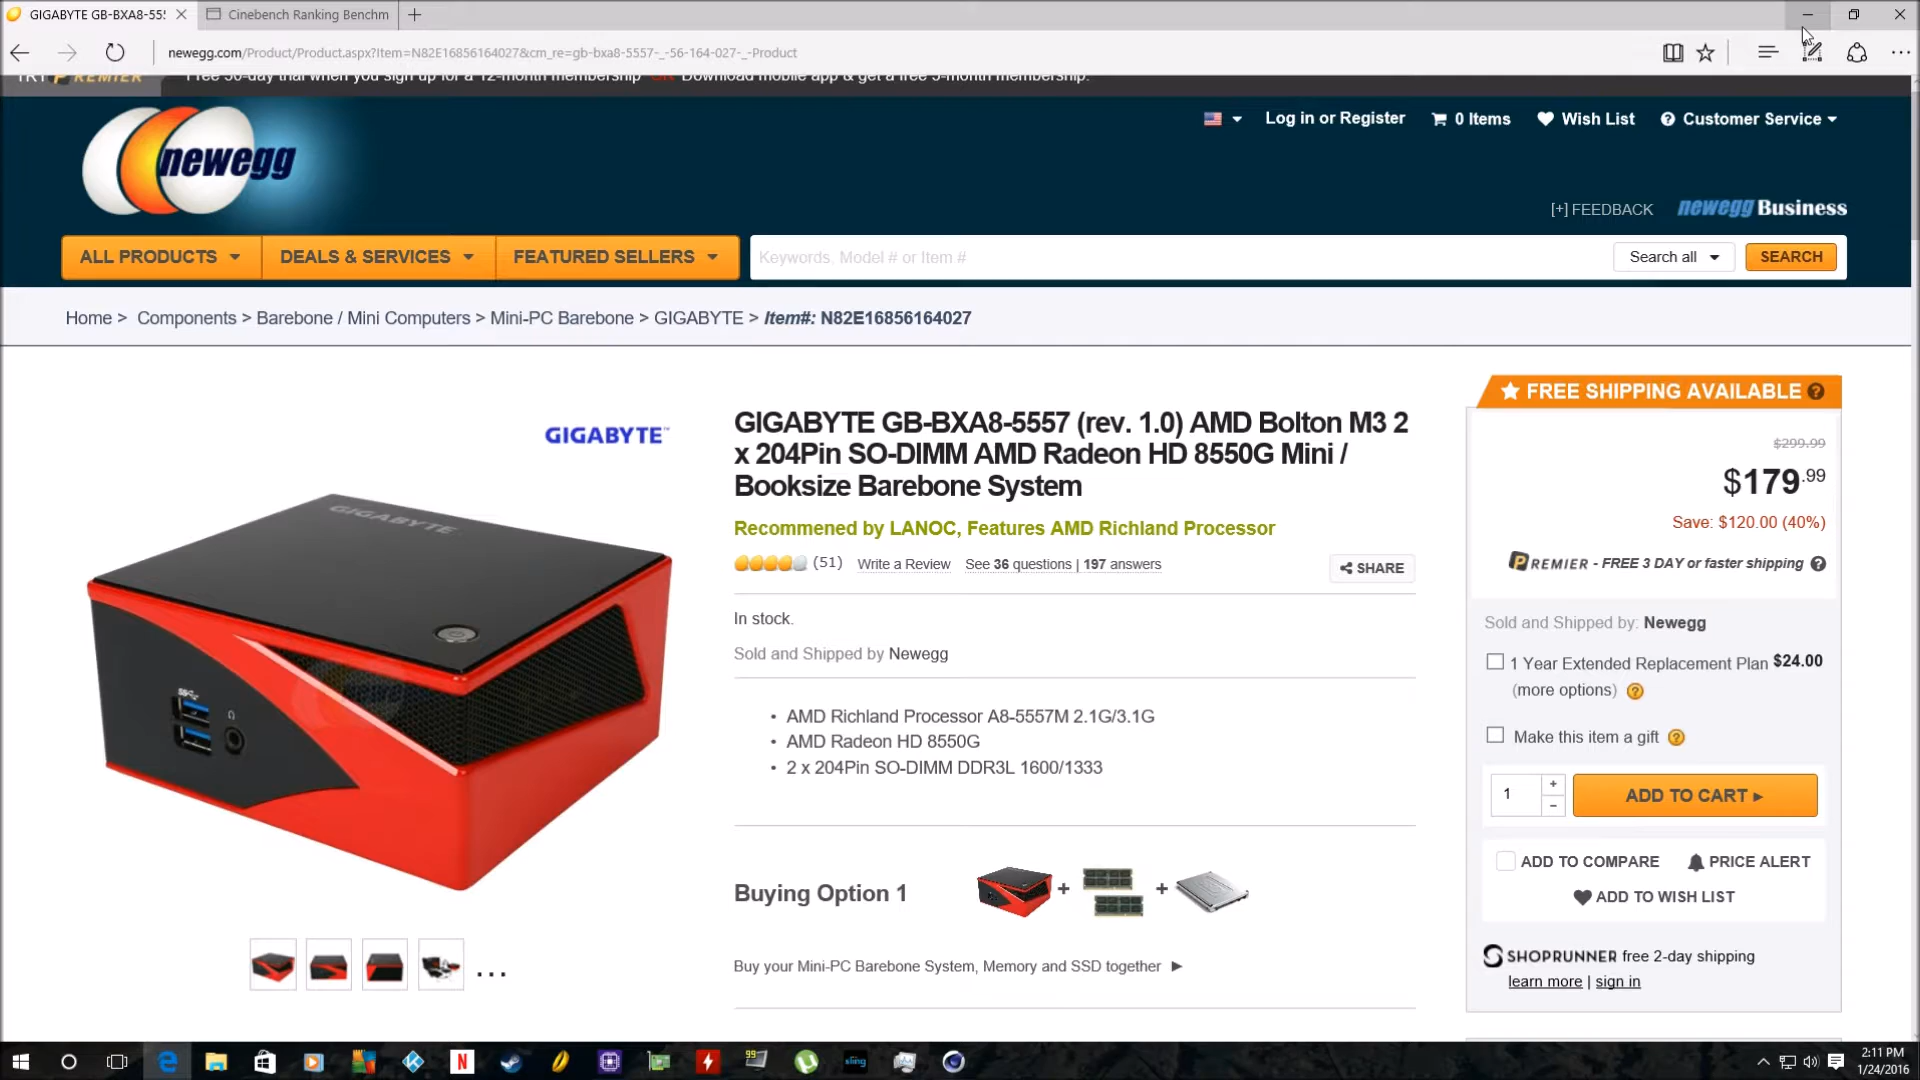 GIGABYTE GB-BXA8-555
Cinebench Ranking Benchm
newegg.com/Product/Product.aspx?Item=N82E16856164027&cm_re=gb-bxa8-5557-_-56-164-027-_-Product
TRY PREMIER Free 30-day trial when you sign up for a 12-month membership OR Download mobile app & get a free 3-month membership.
newegg
Log in or Register 0 Items Wish List Customer Service
[+] FEEDBACK newegg Business
ALL PRODUCTS DEALS & SERVICES FEATURED SELLERS Keywords, Model # or Item # Search all SEARCH
Home > Components > Barebone / Mini Computers > Mini-PC Barebone > GIGABYTE > Item#: N82E16856164027
GIGABYTE™
GIGABYTE
GIGABYTE GB-BXA8-5557 (rev. 1.0) AMD Bolton M3 2
x 204Pin SO-DIMM AMD Radeon HD 8550G Mini /
Booksize Barebone System
Recommened by LANOC, Features AMD Richland Processor
(51) Write a Review See 36 questions | 197 answers SHARE
In stock.
Sold and Shipped by Newegg
• AMD Richland Processor A8-5557M 2.1G/3.1G
• AMD Radeon HD 8550G
• 2 x 204Pin SO-DIMM DDR3L 1600/1333
Buying Option 1 + +
Buy your Mini-PC Barebone System, Memory and SSD together ▶
...
FREE SHIPPING AVAILABLE ?
$299.99
$179.99
Save: $120.00 (40%)
PREMIER - FREE 3 DAY or faster shipping ?
Sold and Shipped by: Newegg
1 Year Extended Replacement Plan $24.00
(more options) ?
Make this item a gift ?
1 + − ADD TO CART ▸
ADD TO COMPARE PRICE ALERT
ADD TO WISH LIST
SHOPRUNNER free 2-day shipping
learn more | sign in
N 99 sling
2:11 PM
1/24/2016